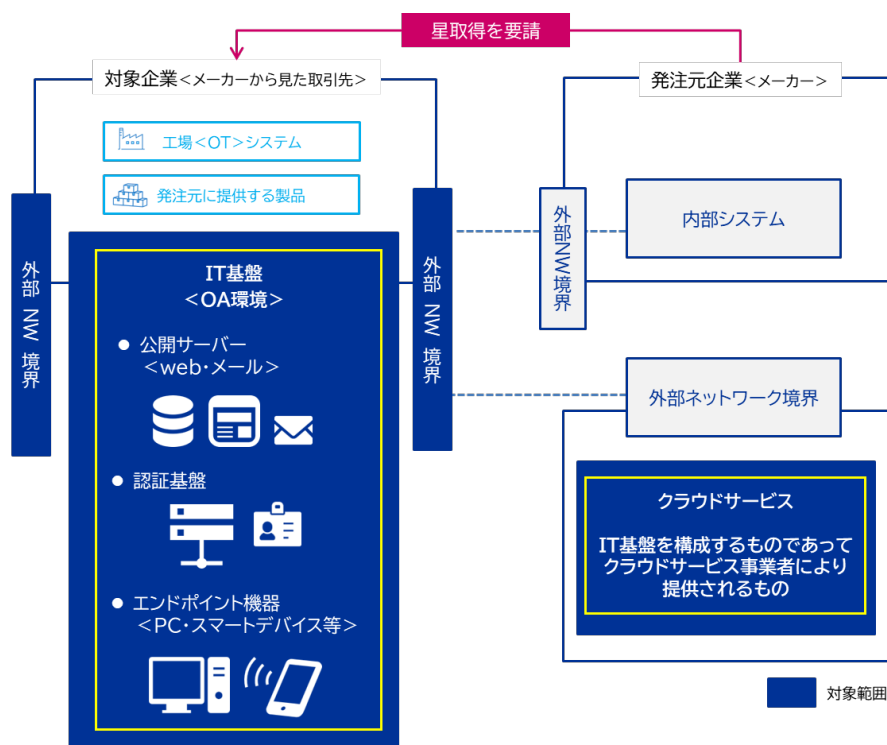 星取得を要請
対象企業<メーカーから見た取引先>
発注元企業<メーカー>
工場<OT>システム
発注元に提供する製品
外部 NW 境界
IT基盤
<OA環境>
● 公開サーバー
<web・メール>
● 認証基盤
● エンドポイント機器
<PC・スマートデバイス等>
外部 NW 境界
外部NW境界
内部システム
外部ネットワーク境界
クラウドサービス
IT基盤を構成するものであって
クラウドサービス事業者により
提供されるもの
対象範囲